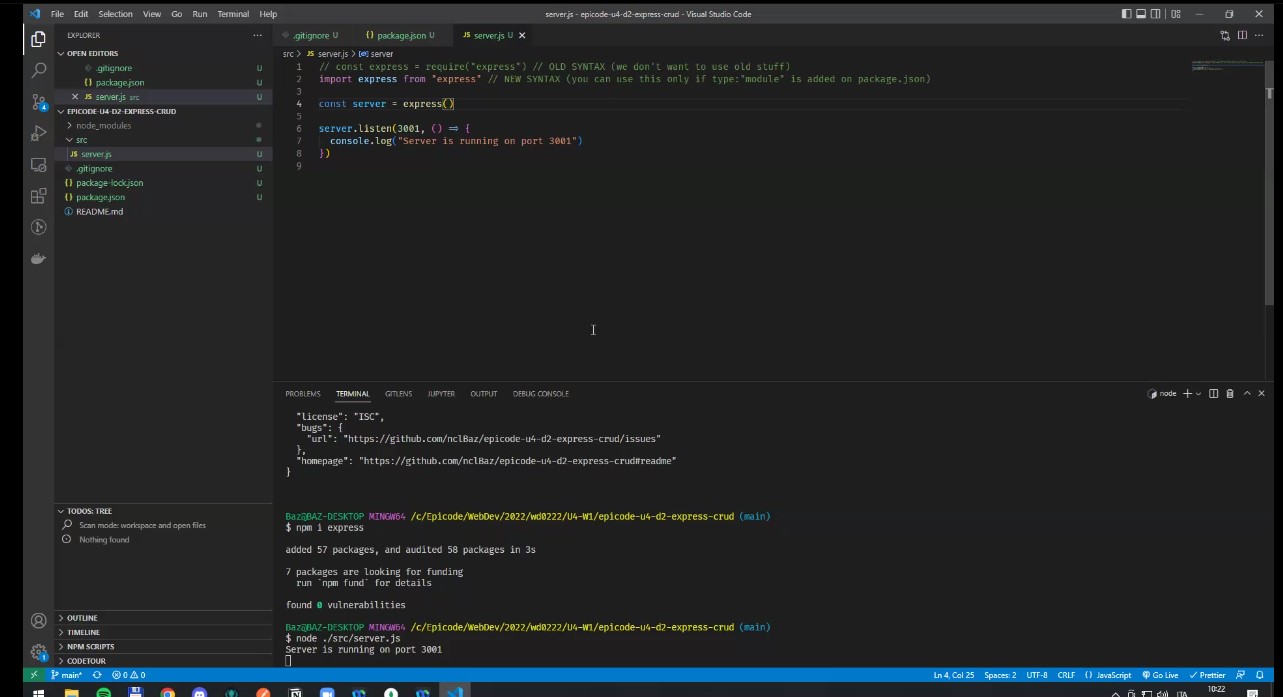 File Edit Selection View Go Run Terminal Help
server.js - epicode-u4-d2-express-crud - Visual Studio Code
EXPLORER
OPEN EDITORS
.gitignore U
package.json U
JS server.js src U
EPICODE-U4-D2-EXPRESS-CRUD
node_modules
src
JS server.js U
.gitignore U
package-lock.json U
package.json U
README.md
.gitignore U
package.json U
JS server.js U
src > JS server.js > server
1 // const express = require("express") // OLD SYNTAX (we don't want to use old stuff)
2 import express from "express" // NEW SYNTAX (you can use this only if type:"module" is added on package.json)
3
4 const server = express()
5
6 server.listen(3001, () => {
7 console.log("Server is running on port 3001")
8 })
9
PROBLEMS TERMINAL GITLENS JUPYTER OUTPUT DEBUG CONSOLE
node
"license": "ISC",
"bugs": {
"url": "https://github.com/nclBaz/epicode-u4-d2-express-crud/issues"
},
"homepage": "https://github.com/nclBaz/epicode-u4-d2-express-crud#readme"
}
Baz@BAZ-DESKTOP MINGW64 /c/Epicode/WebDev/2022/wd0222/U4-W1/epicode-u4-d2-express-crud (main)
$ npm i express
added 57 packages, and audited 58 packages in 3s
7 packages are looking for funding
run `npm fund` for details
found 0 vulnerabilities
Baz@BAZ-DESKTOP MINGW64 /c/Epicode/WebDev/2022/wd0222/U4-W1/epicode-u4-d2-express-crud (main)
$ node ./src/server.js
Server is running on port 3001
TODOS: TREE
Scan mode: workspace and open files
Nothing found
OUTLINE
TIMELINE
NPM SCRIPTS
CODETOUR
main* 0 0
Ln 4, Col 25 Spaces: 2 UTF-8 CRLF {} JavaScript Go Live Prettier
ITA
10:22